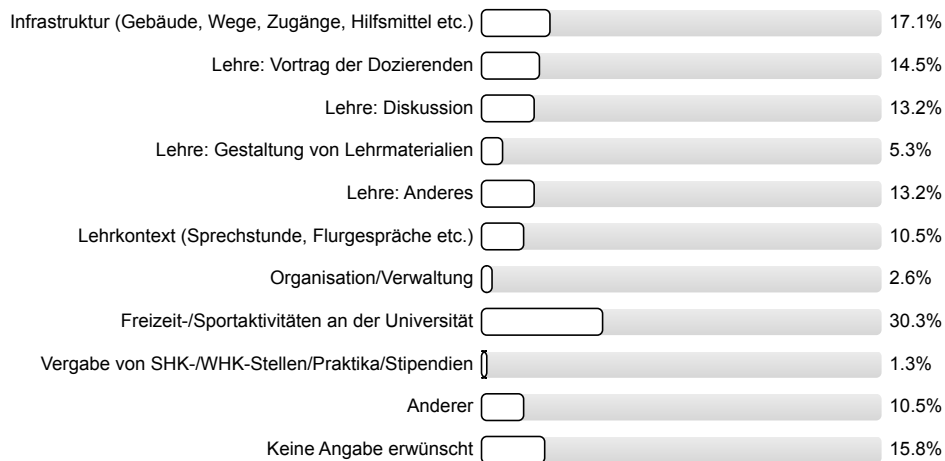 Infrastruktur (Gebäude, Wege, Zugänge, Hilfsmittel etc.) 17.1%
Lehre: Vortrag der Dozierenden 14.5%
Lehre: Diskussion 13.2%
Lehre: Gestaltung von Lehrmaterialien 5.3%
Lehre: Anderes 13.2%
Lehrkontext (Sprechstunde, Flurgespräche etc.) 10.5%
Organisation/Verwaltung 2.6%
Freizeit-/Sportaktivitäten an der Universität 30.3%
Vergabe von SHK-/WHK-Stellen/Praktika/Stipendien 1.3%
Anderer 10.5%
Keine Angabe erwünscht 15.8%